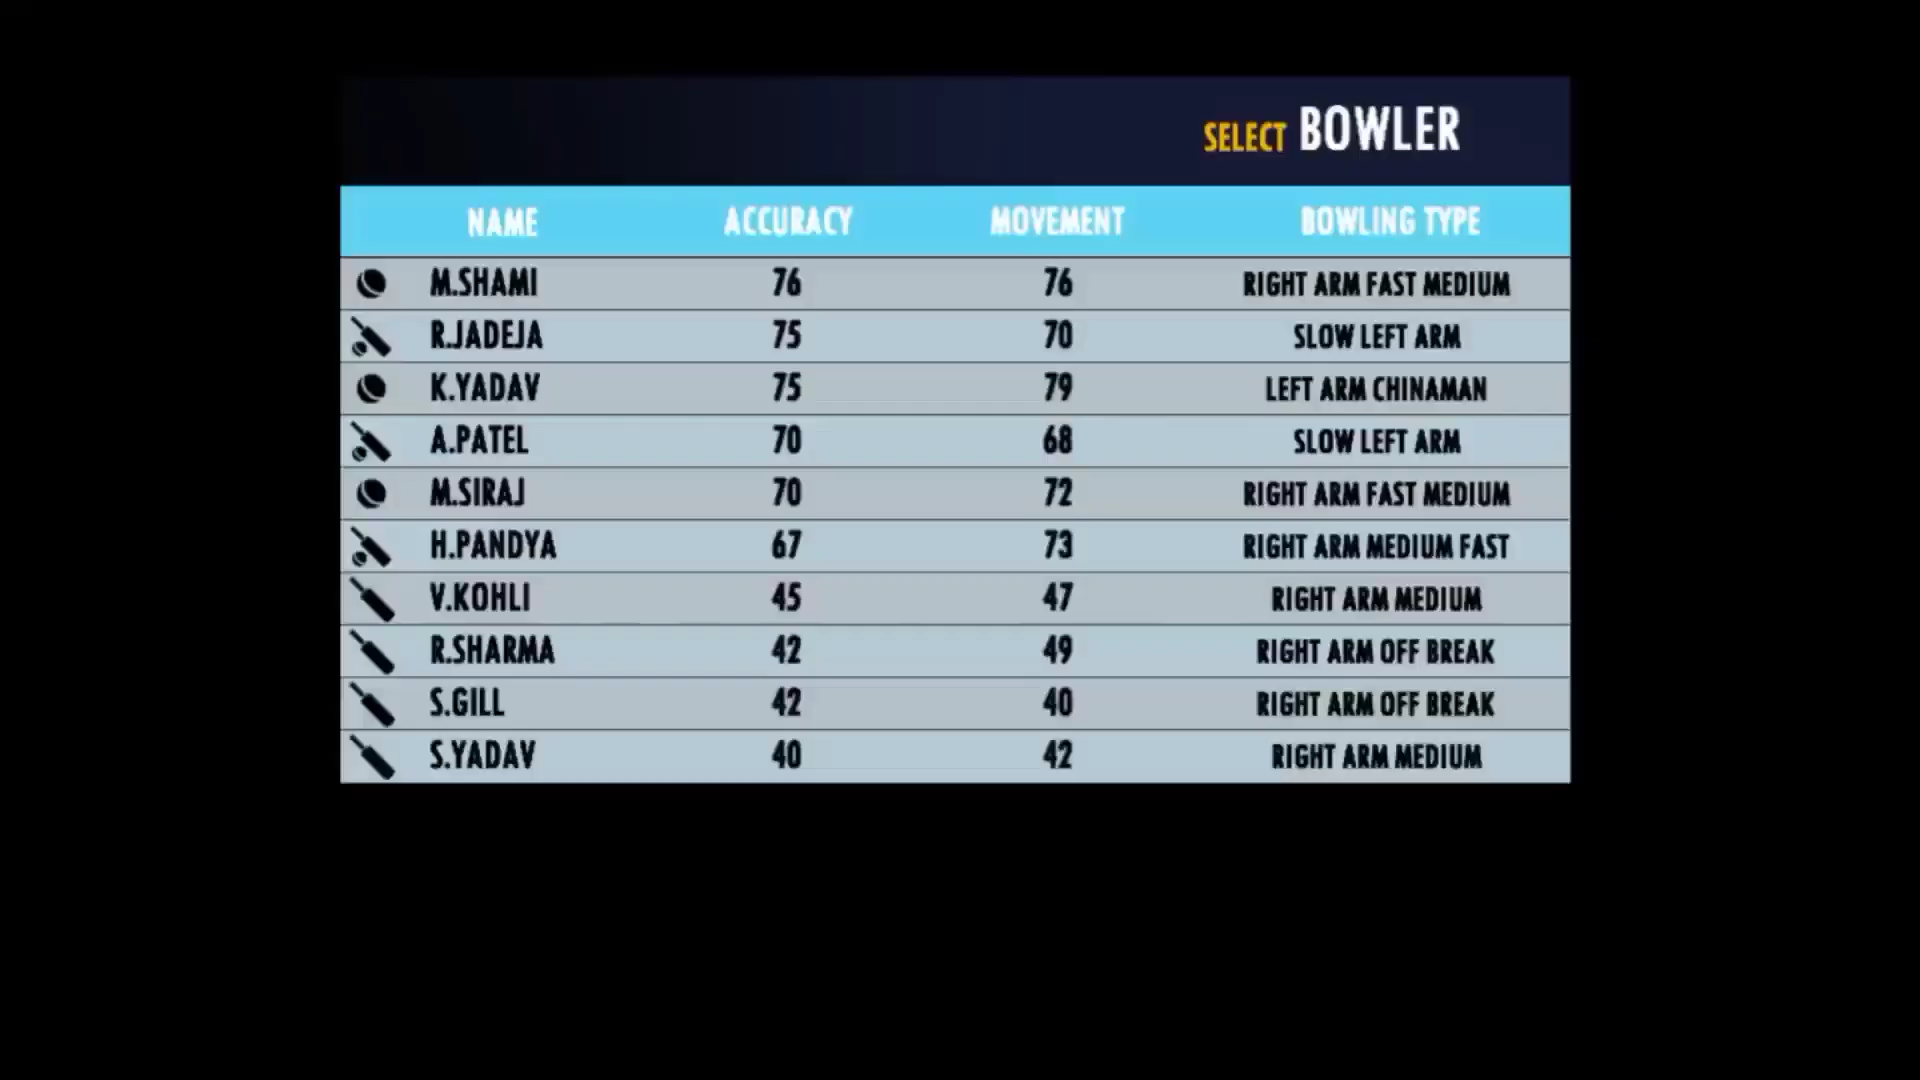 SELECT BOWLER
NAME ACCURACY MOVEMENT BOWLING TYPE
M.SHAMI 76 76 RIGHT ARM FAST MEDIUM
R.JADEJA 75 70 SLOW LEFT ARM
K.YADAV 75 79 LEFT ARM CHINAMAN
A.PATEL 70 68 SLOW LEFT ARM
M.SIRAJ 70 72 RIGHT ARM FAST MEDIUM
H.PANDYA 67 73 RIGHT ARM MEDIUM FAST
V.KOHLI 45 47 RIGHT ARM MEDIUM
R.SHARMA 42 49 RIGHT ARM OFF BREAK
S.GILL 42 40 RIGHT ARM OFF BREAK
S.YADAV 40 42 RIGHT ARM MEDIUM